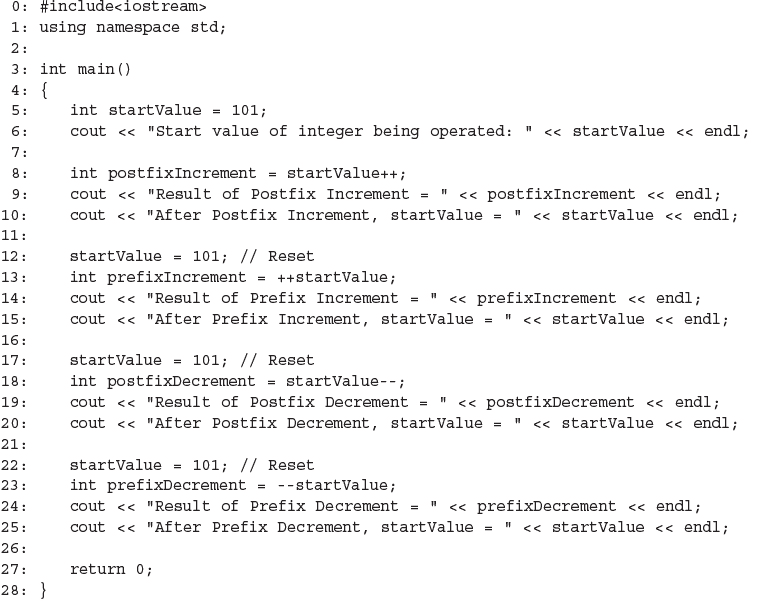 0: #include<iostream>
1: using namespace std;
2:
3: int main()
4: {
5:    int startValue = 101;
6:    cout << "Start value of integer being operated: " << startValue << endl;
7:
8:    int postfixIncrement = startValue++;
9:    cout << "Result of Postfix Increment = " << postfixIncrement << endl;
10:    cout << "After Postfix Increment, startValue = " << startValue << endl;
11:
12:    startValue = 101; // Reset
13:    int prefixIncrement = ++startValue;
14:    cout << "Result of Prefix Increment = " << prefixIncrement << endl;
15:    cout << "After Prefix Increment, startValue = " << startValue << endl;
16:
17:    startValue = 101; // Reset
18:    int postfixDecrement = startValue--;
19:    cout << "Result of Postfix Decrement = " << postfixDecrement << endl;
20:    cout << "After Postfix Decrement, startValue = " << startValue << endl;
21:
22:    startValue = 101; // Reset
23:    int prefixDecrement = --startValue;
24:    cout << "Result of Prefix Decrement = " << prefixDecrement << endl;
25:    cout << "After Prefix Decrement, startValue = " << startValue << endl;
26:
27:    return 0;
28: }